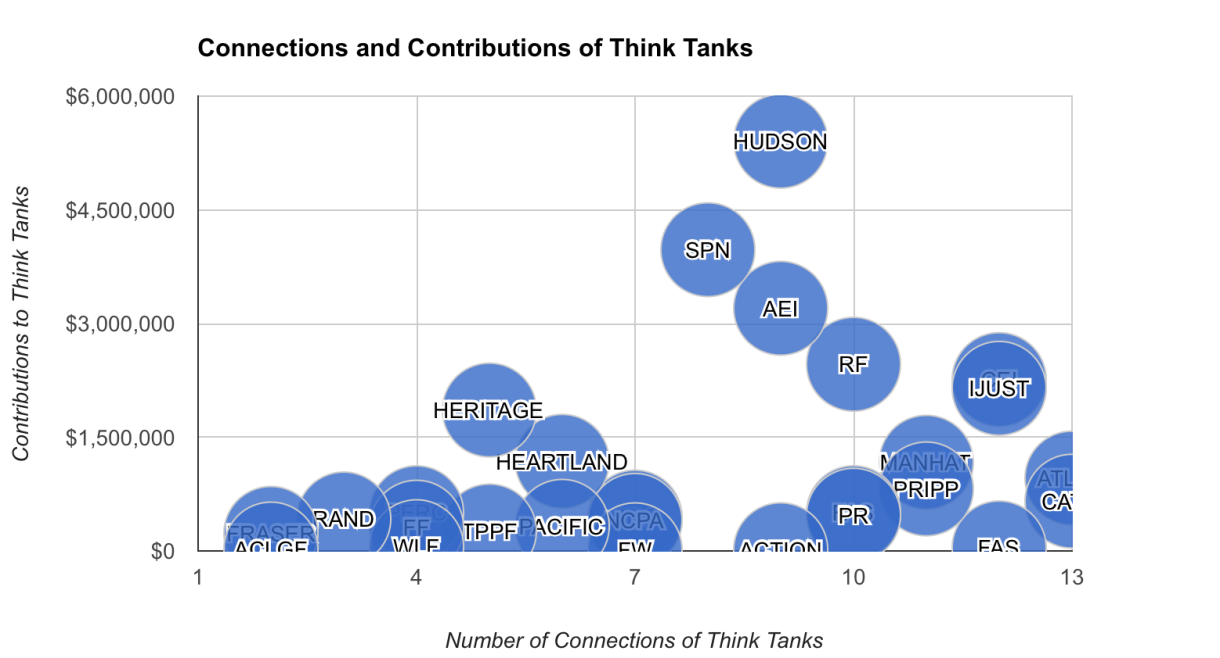 Connections and Contributions of Think Tanks
$6,000,000
HUDSON
$4,500,000
SPN
$3,000,000
AEI
RF
IJUST
HERITAGE
$1,500,000
HEARTLAND
MANHAT
PRIPP
RAND
FF
TPPF
PACIFIC
NCPA
PR
FRASER
WLF
FW
ACTION
FAS
$0
1
4
7
10
13
Contributions to Think Tanks
Number of Connections of Think Tanks